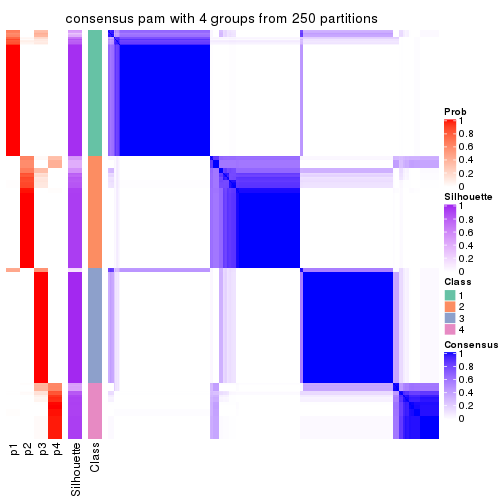 consensus pam with 4 groups from 250 partitions
Prob
1
0.8
0.6
0.4
0.2
0
Silhouette
1
0.8
0.6
0.4
0.2
0
Class
1
2
3
4
Consensus
1
0.8
0.6
0.4
0.2
0
p1
p2
p3
p4
Silhouette
Class